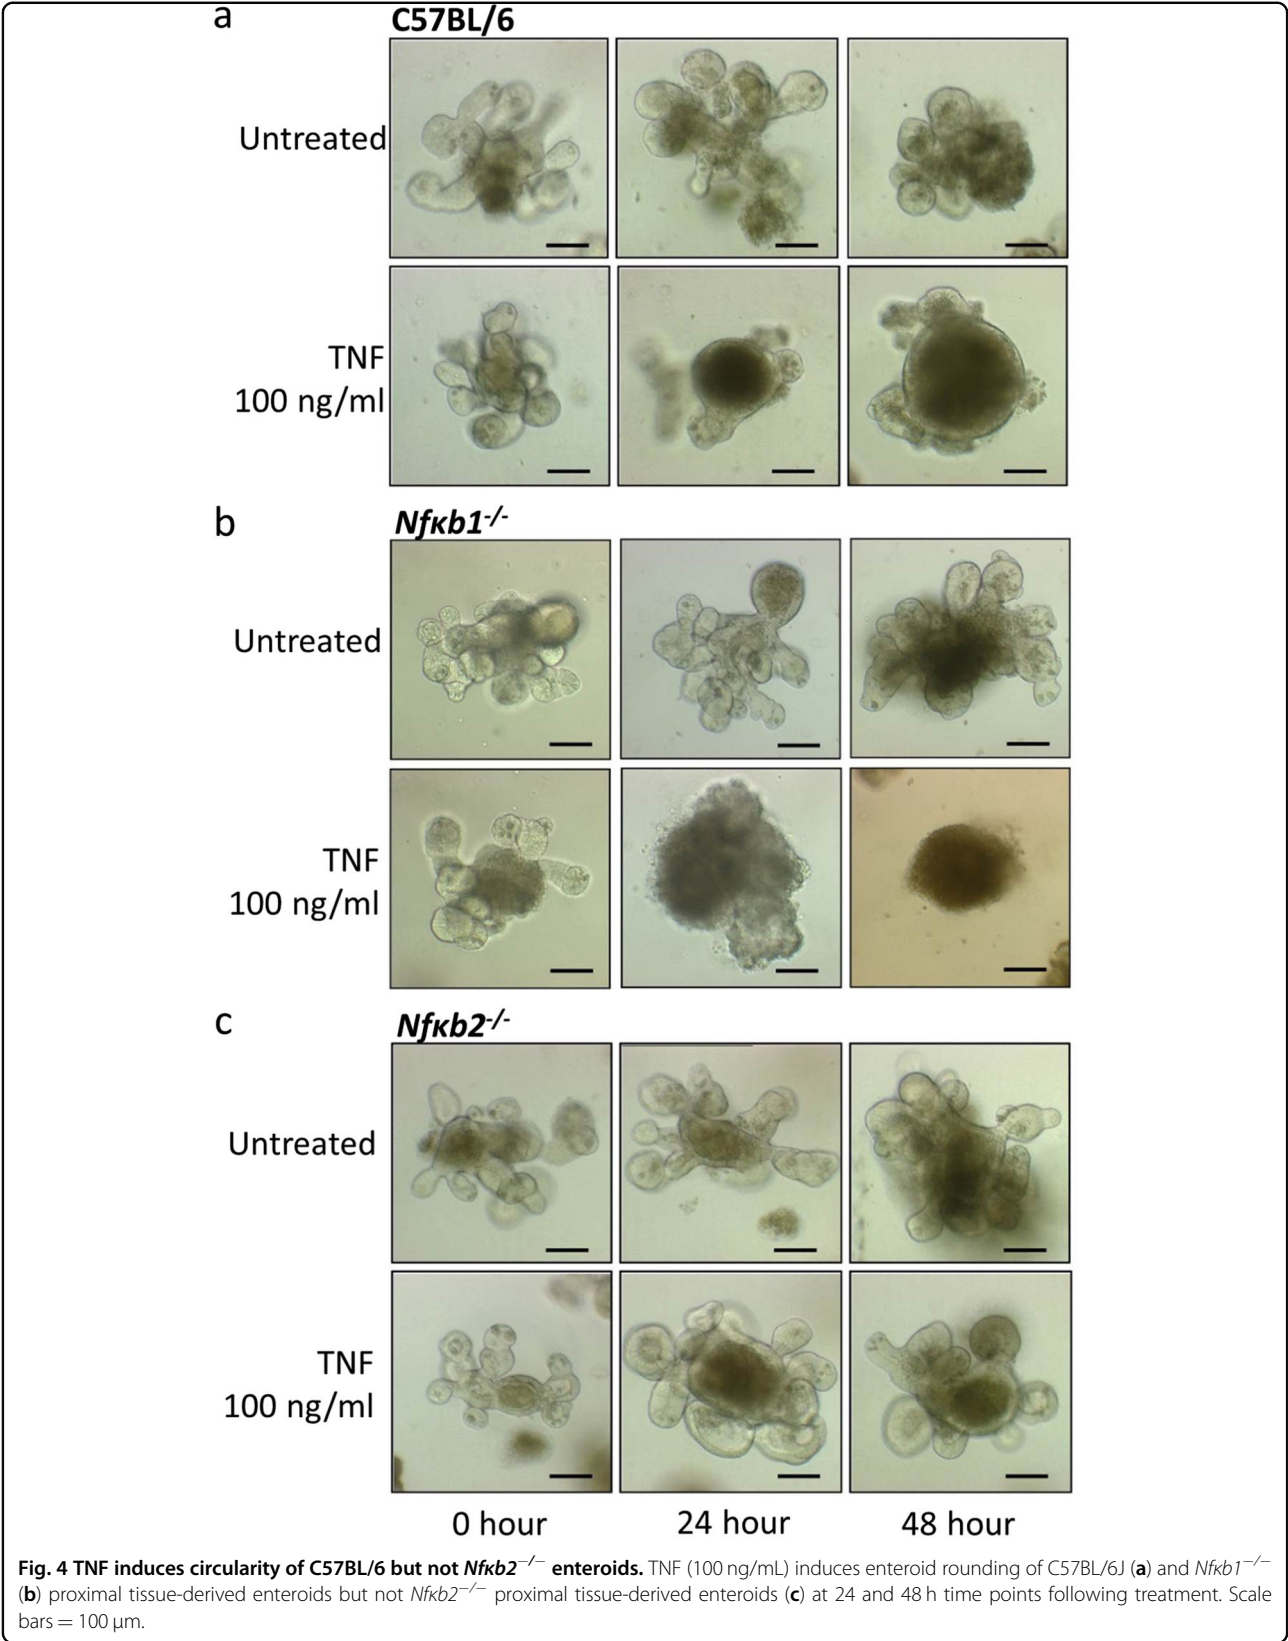 a
C57BL/6
Untreated
TNF
100 ng/ml
b
Nfκb1-/-
Untreated
TNF
100 ng/ml
c
Nfκb2-/-
Untreated
TNF
100 ng/ml
0 hour 24 hour 48 hour
Fig. 4 TNF induces circularity of C57BL/6 but not Nfκb2−/− enteroids. TNF (100 ng/mL) induces enteroid rounding of C57BL/6J (a) and Nfκb1−/−
(b) proximal tissue-derived enteroids but not Nfκb2−/− proximal tissue-derived enteroids (c) at 24 and 48 h time points following treatment. Scale
bars = 100 μm.